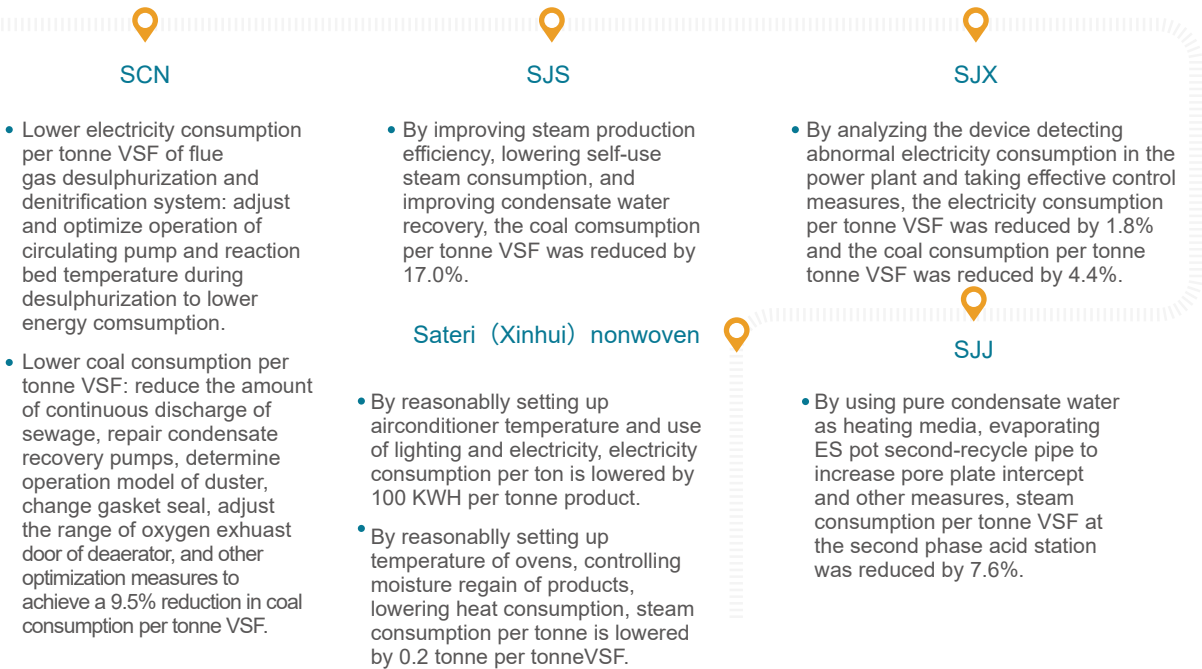 SCN
• Lower electricity consumption
per tonne VSF of flue
gas desulphurization and
denitrification system: adjust
and optimize operation of
circulating pump and reaction
bed temperature during
desulphurization to lower
energy comsumption.
• Lower coal consumption per
tonne VSF: reduce the amount
of continuous discharge of
sewage, repair condensate
recovery pumps, determine
operation model of duster,
change gasket seal, adjust
the range of oxygen exhuast
door of deaerator, and other
optimization measures to
achieve a 9.5% reduction in coal
consumption per tonne VSF.
SJS
• By improving steam production
efficiency, lowering self-use
steam consumption, and
improving condensate water
recovery, the coal comsumption
per tonne VSF was reduced by
17.0%.
SJX
• By analyzing the device detecting
abnormal electricity consumption in the
power plant and taking effective control
measures, the electricity consumption
per tonne VSF was reduced by 1.8%
and the coal consumption per tonne
tonne VSF was reduced by 4.4%.
SJJ
• By using pure condensate water
as heating media, evaporating
ES pot second-recycle pipe to
increase pore plate intercept
and other measures, steam
consumption per tonne VSF at
the second phase acid station
was reduced by 7.6%.
Sateri（Xinhui）nonwoven
• By reasonablly setting up
airconditioner temperature and use
of lighting and electricity, electricity
consumption per ton is lowered by
100 KWH per tonne product.
• By reasonablly setting up
temperature of ovens, controlling
moisture regain of products,
lowering heat consumption, steam
consumption per tonne is lowered
by 0.2 tonne per tonneVSF.